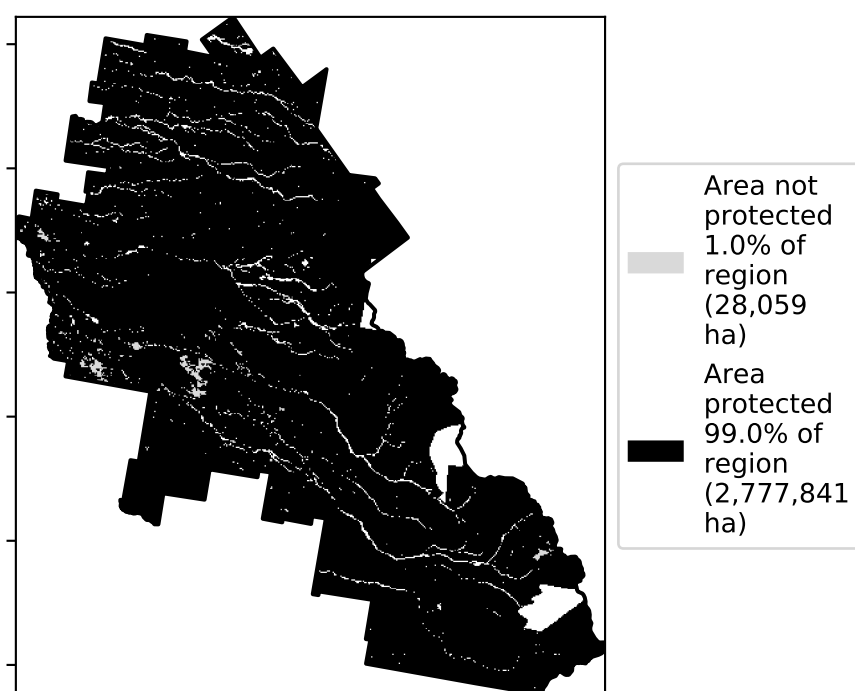 Area not
protected
1.0% of
region
(28,059
ha)
Area
protected
99.0% of
region
(2,777,841
ha)